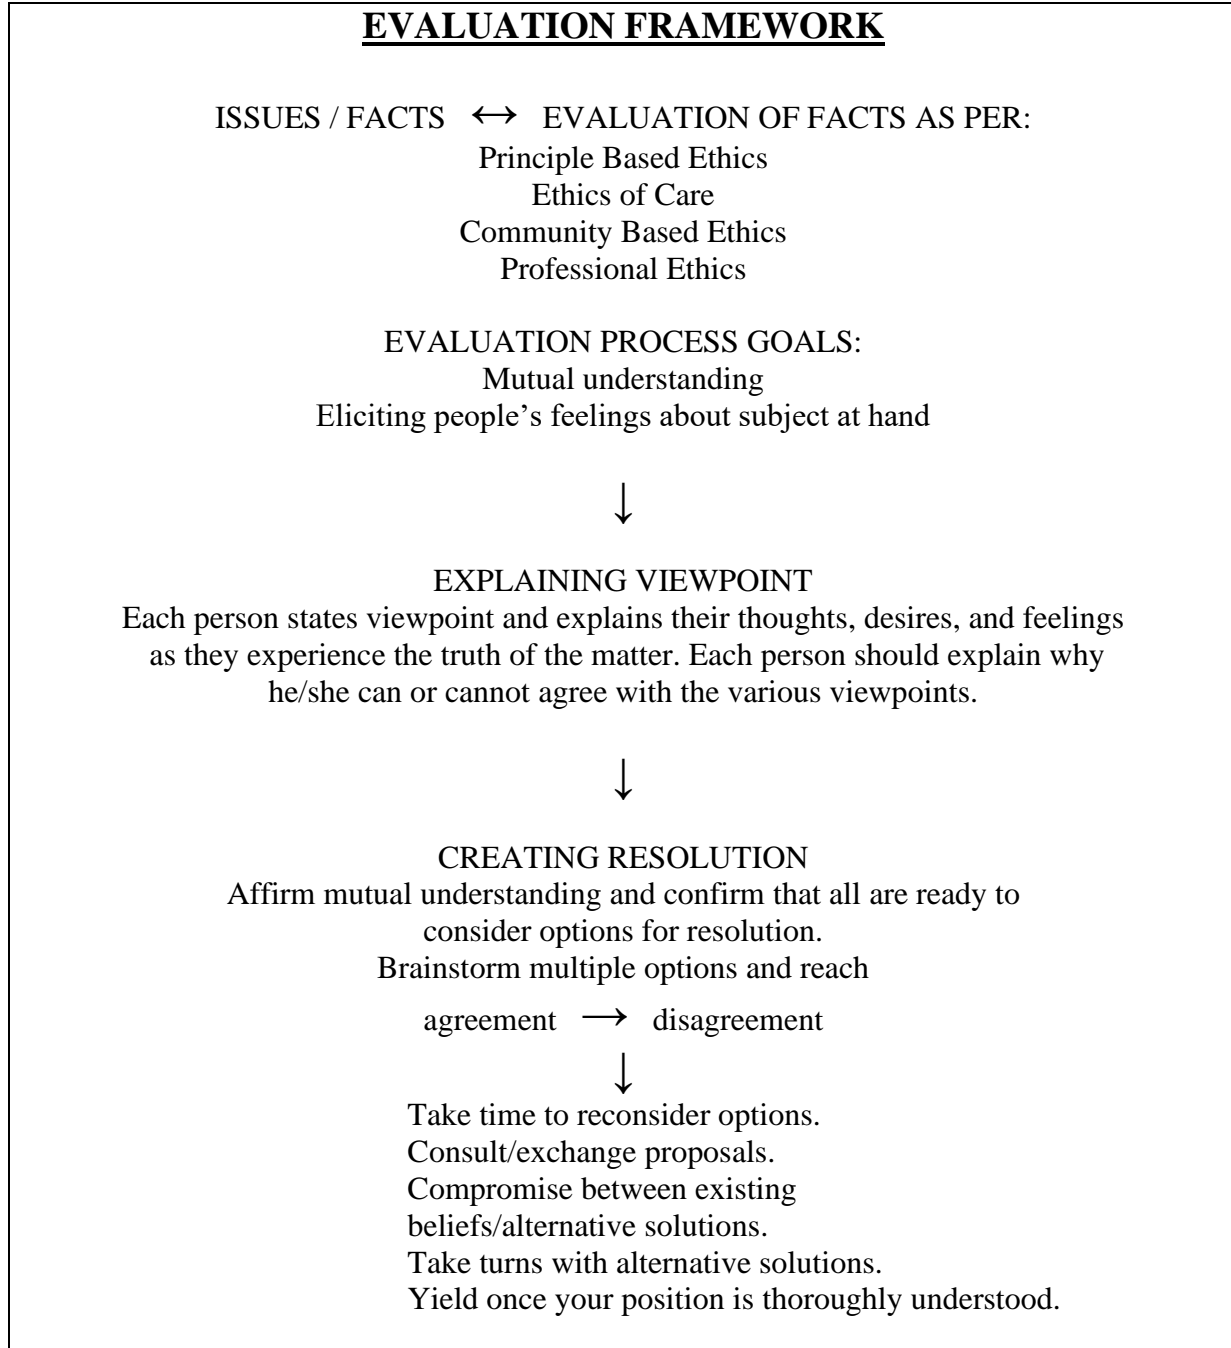 EVALUATION FRAMEWORK
ISSUES / FACTS ↔ EVALUATION OF FACTS AS PER:
Principle Based Ethics
Ethics of Care
Community Based Ethics
Professional Ethics
EVALUATION PROCESS GOALS:
Mutual understanding
Eliciting people’s feelings about subject at hand
↓
EXPLAINING VIEWPOINT
Each person states viewpoint and explains their thoughts, desires, and feelings
as they experience the truth of the matter. Each person should explain why
he/she can or cannot agree with the various viewpoints.
↓
CREATING RESOLUTION
Affirm mutual understanding and confirm that all are ready to
consider options for resolution.
Brainstorm multiple options and reach
agreement → disagreement
↓
Take time to reconsider options.
Consult/exchange proposals.
Compromise between existing
beliefs/alternative solutions.
Take turns with alternative solutions.
Yield once your position is thoroughly understood.